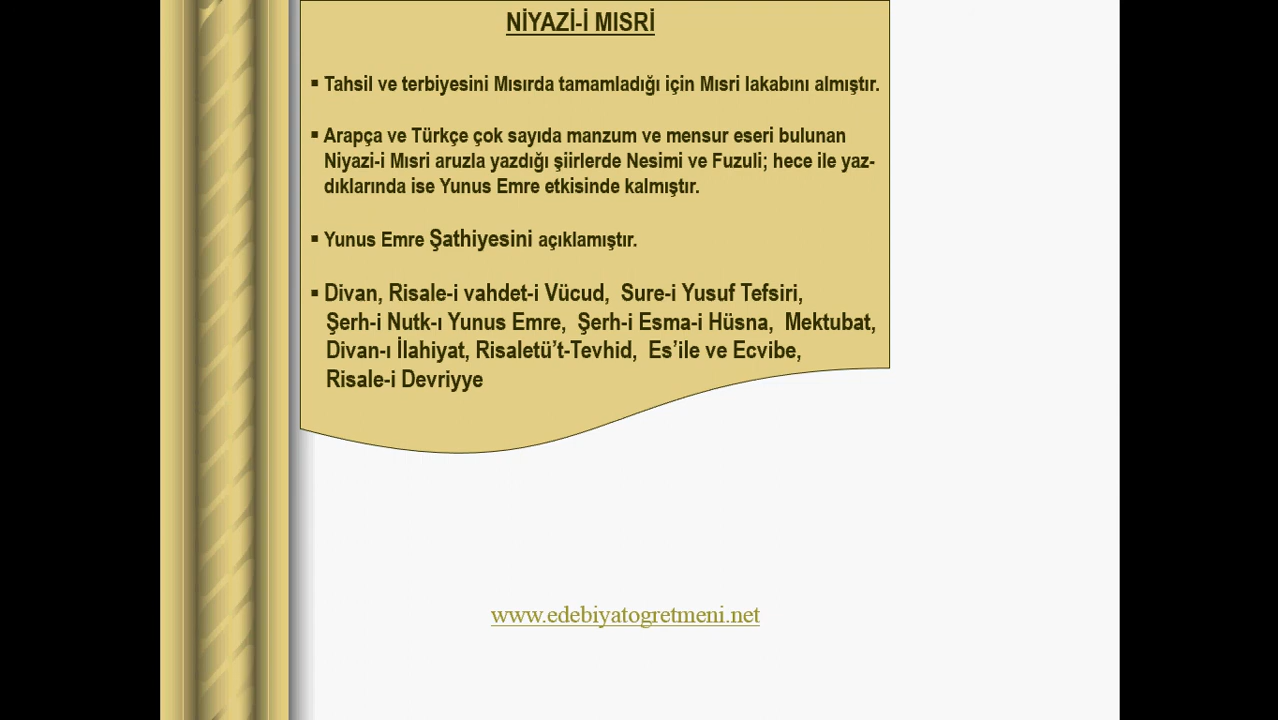 NİYAZİ-İ MISRİ
▪ Tahsil ve terbiyesini Mısırda tamamladığı için Mısri lakabını almıştır.
▪ Arapça ve Türkçe çok sayıda manzum ve mensur eseri bulunan
Niyazi-i Mısri aruzla yazdığı şiirlerde Nesimi ve Fuzuli; hece ile yaz-
dıklarında ise Yunus Emre etkisinde kalmıştır.
▪ Yunus Emre Şathiyesini açıklamıştır.
▪ Divan, Risale-i vahdet-i Vücud, Sure-i Yusuf Tefsiri,
Şerh-i Nutk-ı Yunus Emre, Şerh-i Esma-i Hüsna, Mektubat,
Divan-ı İlahiyat, Risaletü’t-Tevhid, Es’ile ve Ecvibe,
Risale-i Devriyye
www.edebiyatogretmeni.net